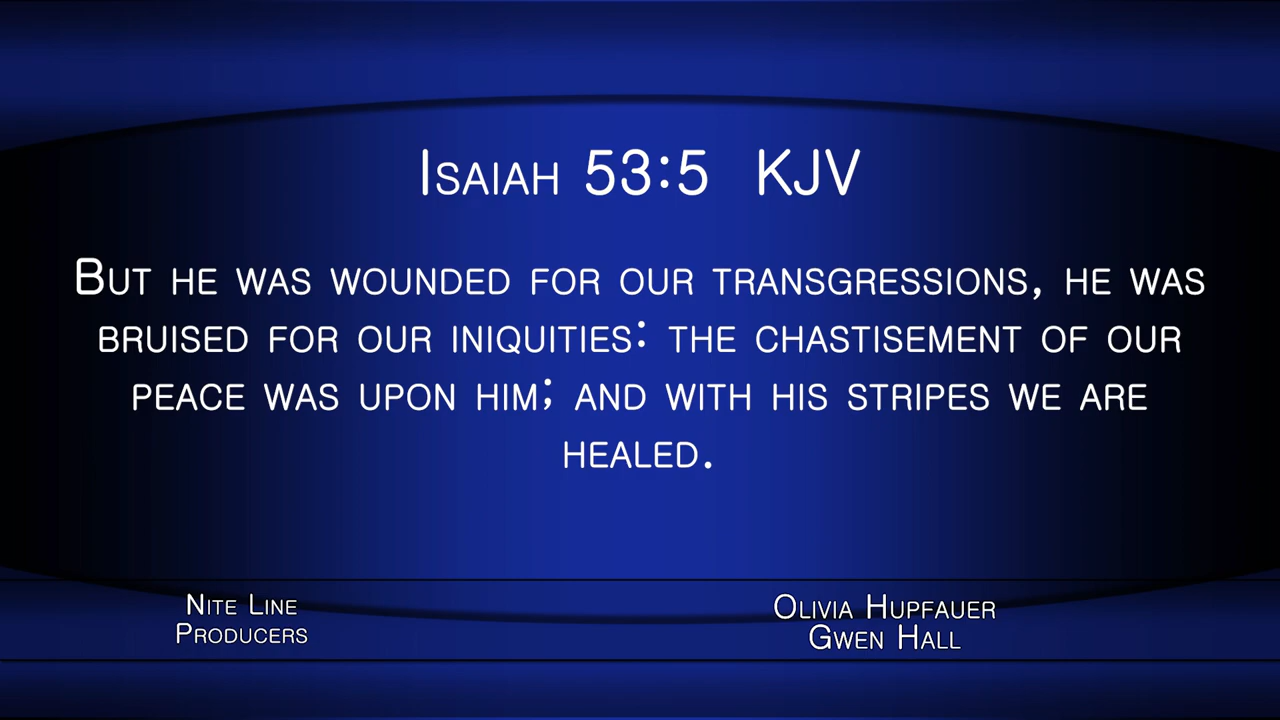 Isaiah 53:5 KJV
But he was wounded for our transgressions, he was
bruised for our iniquities: the chastisement of our
peace was upon him; and with his stripes we are
healed.
Nite Line
Producers
Olivia Hupfauer
Gwen Hall